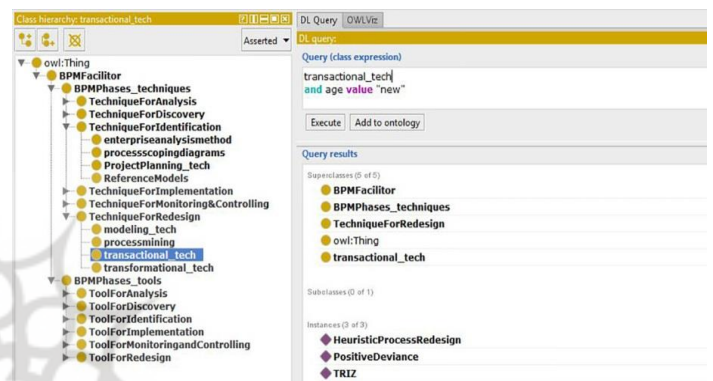 Class hierarchy: transactional_tech
Asserted
owl:Thing
BPMFacilitor
BPMPhases_techniques
TechniqueForAnalysis
TechniqueForDiscovery
TechniqueForIdentification
enterpriseanalysismethod
processscopingdiagrams
ProjectPlanning_tech
ReferenceModels
TechniqueForImplementation
TechniqueForMonitoring&Controlling
TechniqueForRedesign
modeling_tech
processmining
transactional_tech
transformational_tech
BPMPhases_tools
ToolForAnalysis
ToolForDiscovery
ToolForIdentification
ToolForImplementation
ToolForMonitoringandControlling
ToolForRedesign
DL Query OWLViz
DL query:
Query (class expression)
transactional_tech
and age value "new"
Execute Add to ontology
Query results
Superclasses (5 of 5)
BPMFacilitor
BPMPhases_techniques
TechniqueForRedesign
owl:Thing
transactional_tech
Subclasses (0 of 1)
Instances (3 of 3)
HeuristicProcessRedesign
PositiveDeviance
TRIZ